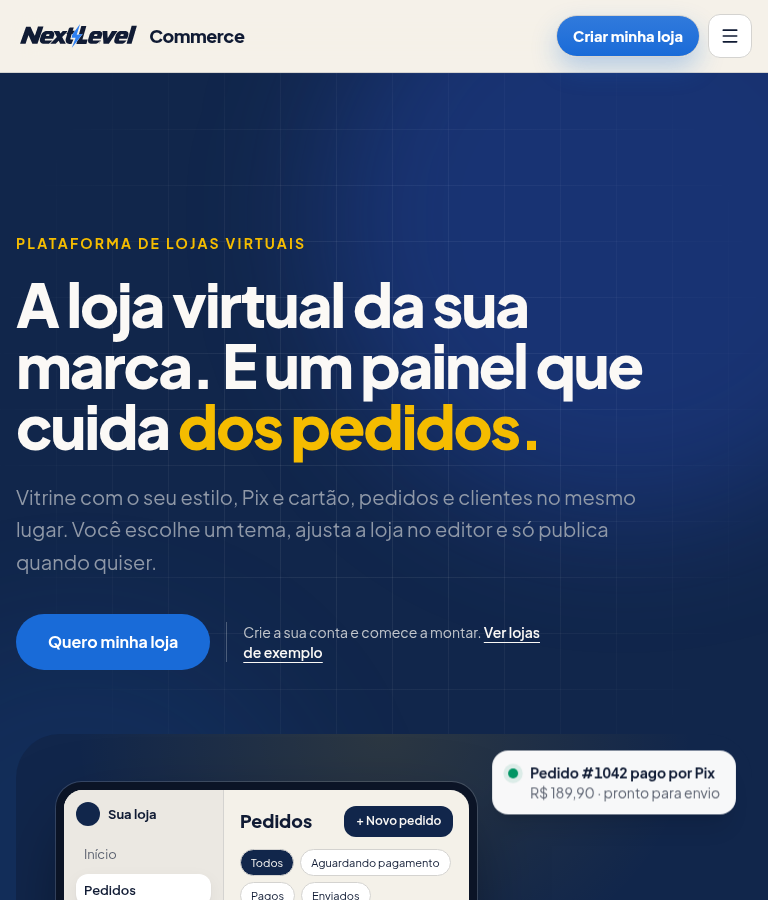 NextLevel Commerce
Criar minha loja
PLATAFORMA DE LOJAS VIRTUAIS
A loja virtual da sua
marca. E um painel que
cuida dos pedidos.
Vitrine com o seu estilo, Pix e cartão, pedidos e clientes no mesmo
lugar. Você escolhe um tema, ajusta a loja no editor e só publica
quando quiser.
Quero minha loja
Crie a sua conta e comece a montar. Ver lojas
de exemplo
Pedido #1042 pago por Pix
R$ 189,90 · pronto para envio
Sua loja
Início
Pedidos
Pedidos
+ Novo pedido
Todos
Aguardando pagamento
Pagos
Enviados